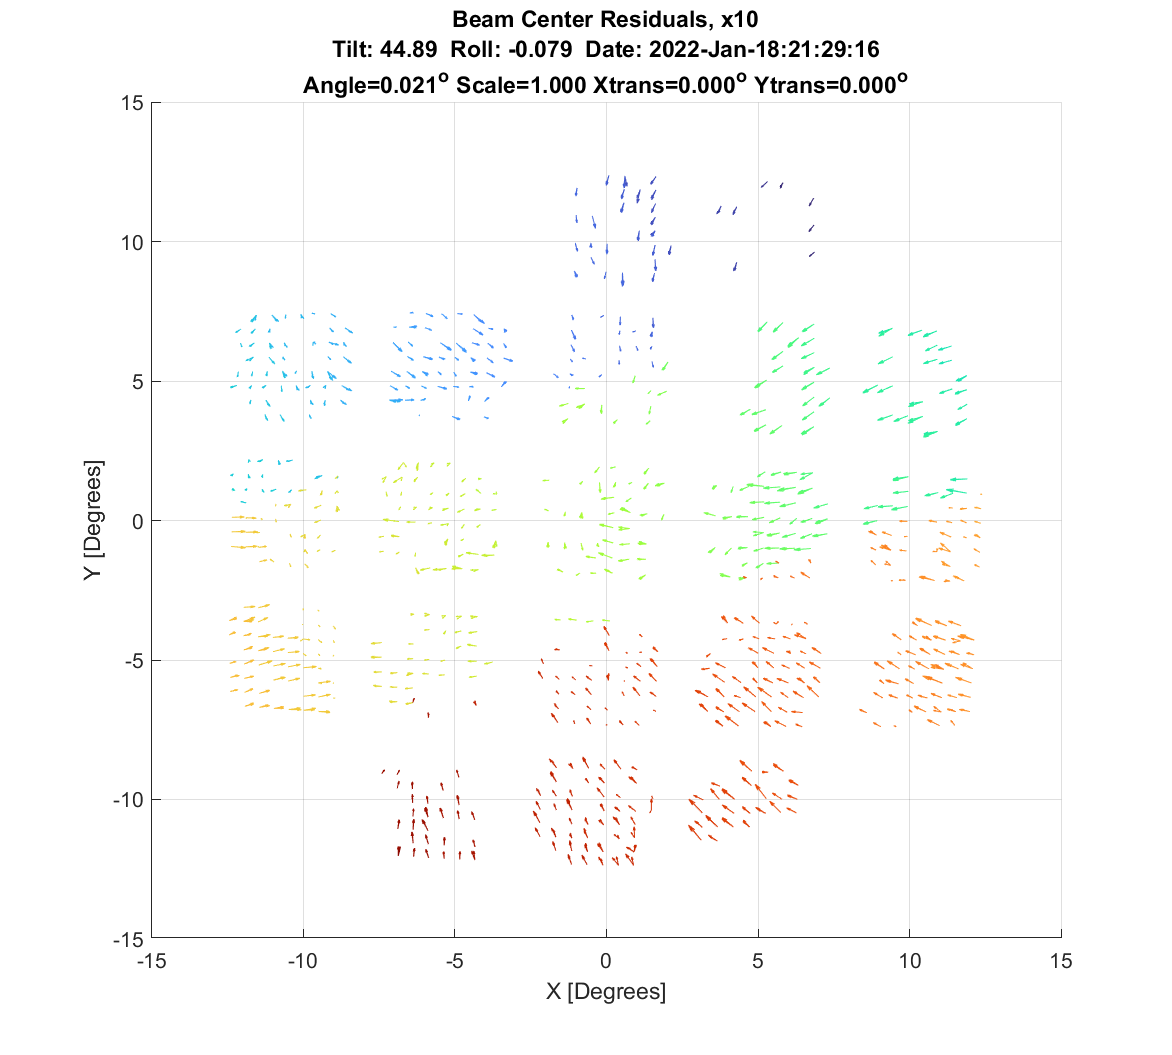 Beam Center Residuals, x10
Tilt: 44.89 Roll: -0.079 Date: 2022-Jan-18:21:29:16
Angle=0.021° Scale=1.000 Xtrans=0.000° Ytrans=0.000°
15
10
5
0
-5
-10
-15
Y [Degrees]
-15 -10 -5 0 5 10 15
X [Degrees]